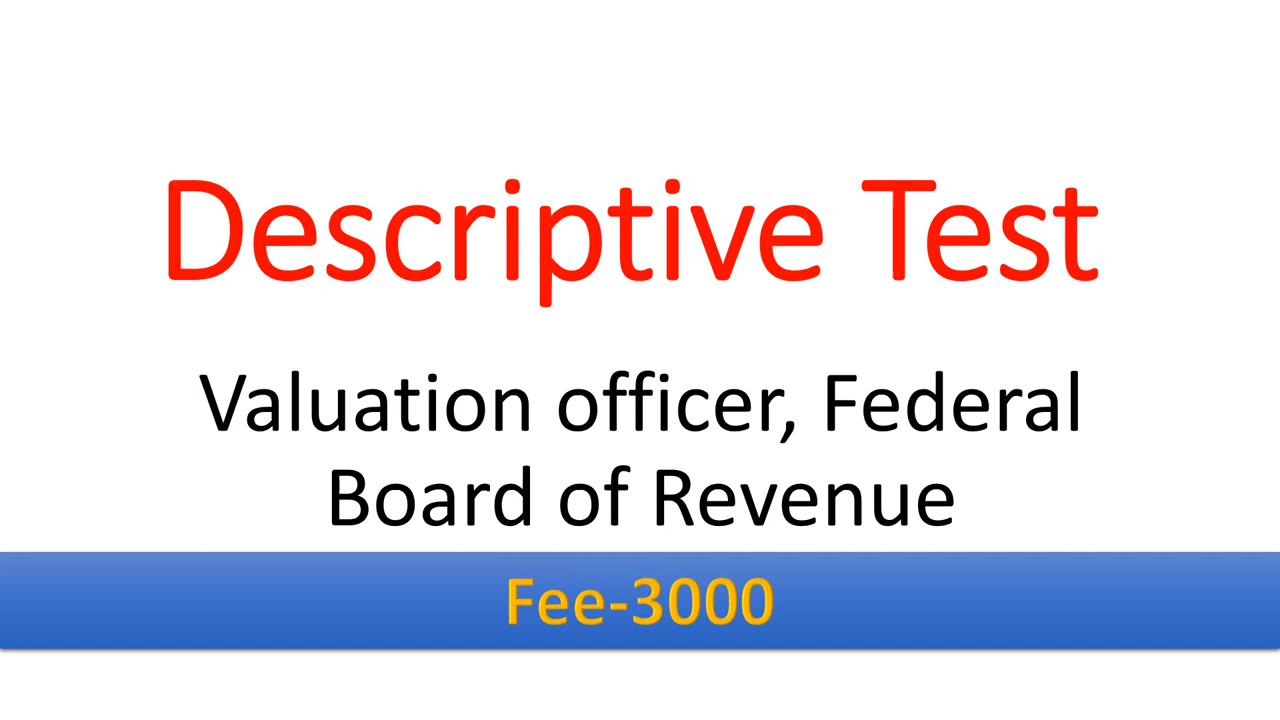 Descriptive Test
Valuation officer, Federal
Board of Revenue
Fee-3000